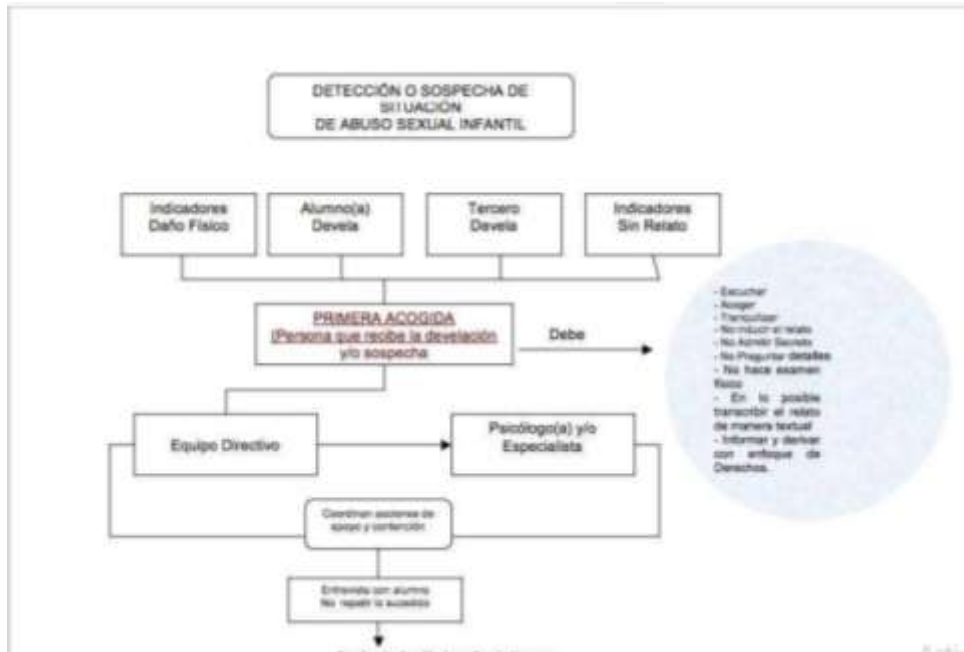 DETECCIÓN O SOSPECHA DE
SITUACIÓN
DE ABUSO SEXUAL INFANTIL
Indicadores
Daño Físico
Alumno(a)
Devela
Tercero
Devela
Indicadores
Sin Relato
PRIMERA ACOGIDA
(Persona que recibe la develación
y/o sospecha
Debe
- Escuchar
- Acoger
- Tranquilizar
- No inducir el relato
- No Admitir Secreto
- No Preguntar detalles
- No hace examen
físico
- En lo posible
transcribir el relato
de manera textual
- Informar y derivar
con enfoque de
Derechos.
Equipo Directivo
Psicólogo(a) y/o
Especialista
Coordinan acciones de
apoyo y contención
Entrevista con alumno
No repetir lo sucedido